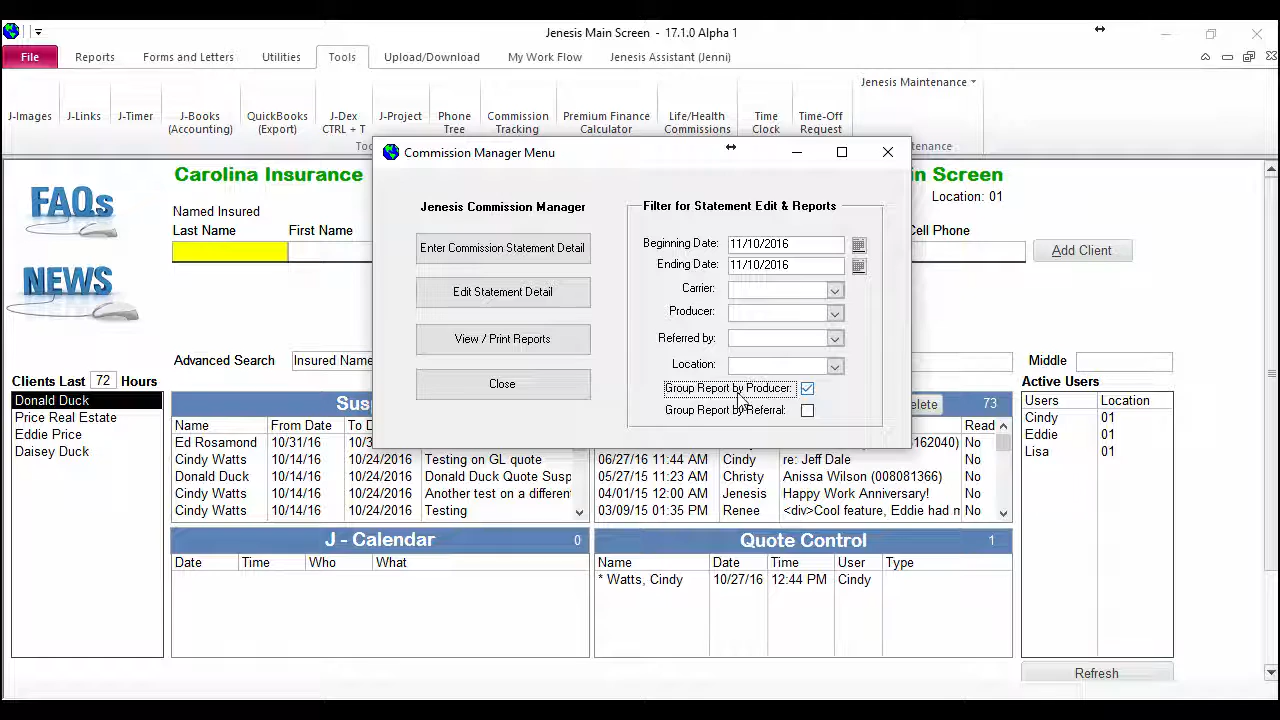 Jenesis Main Screen - 17.1.0 Alpha 1
File Reports Forms and Letters Utilities Tools Upload/Download My Work Flow Jenesis Assistant (Jenni)
J-Images J-Links J-Timer J-Books (Accounting) QuickBooks (Export) J-Dex CTRL + T J-Project Phone Tree Commission Tracking Premium Finance Calculator Life/Health Commissions Time Clock Time-Off Request Jenesis Maintenance
Commission Manager Menu
Carolina Insurance
in Screen
FAQs
NEWS
Location: 01
Named Insured
Last Name First Name
Cell Phone
Add Client
Jenesis Commission Manager
Enter Commission Statement Detail
Edit Statement Detail
View / Print Reports
Close
Filter for Statement Edit & Reports
Beginning Date: 11/10/2016
Ending Date: 11/10/2016
Carrier:
Producer:
Referred by:
Location:
Group Report by Producer:
Group Report by Referral:
Advanced Search Insured Name
Middle
Clients Last 72 Hours
Donald Duck
Price Real Estate
Eddie Price
Daisey Duck
Name From Date To D
Ed Rosamond 10/31/16 10/3
Cindy Watts 10/14/16 10/24/2016 Testing on GL quote
Donald Duck 10/14/16 10/24/2016 Donald Duck Quote Susp
Cindy Watts 10/14/16 10/24/2016 Another test on a different
Cindy Watts 10/14/16 10/24/2016 Testing
elete 73
Read
162040) No
06/27/16 11:44 AM Cindy re: Jeff Dale No
05/27/16 11:23 AM Christy Anissa Wilson (008081366) No
04/01/15 12:00 AM Jenesis Happy Work Anniversary! No
03/09/15 01:35 PM Renee <div>Cool feature, Eddie had m No
Active Users
Users Location
Cindy 01
Eddie 01
Lisa 01
J - Calendar 0
Date Time Who What
Quote Control 1
Name Date Time User Type
* Watts, Cindy 10/27/16 12:44 PM Cindy
Refresh